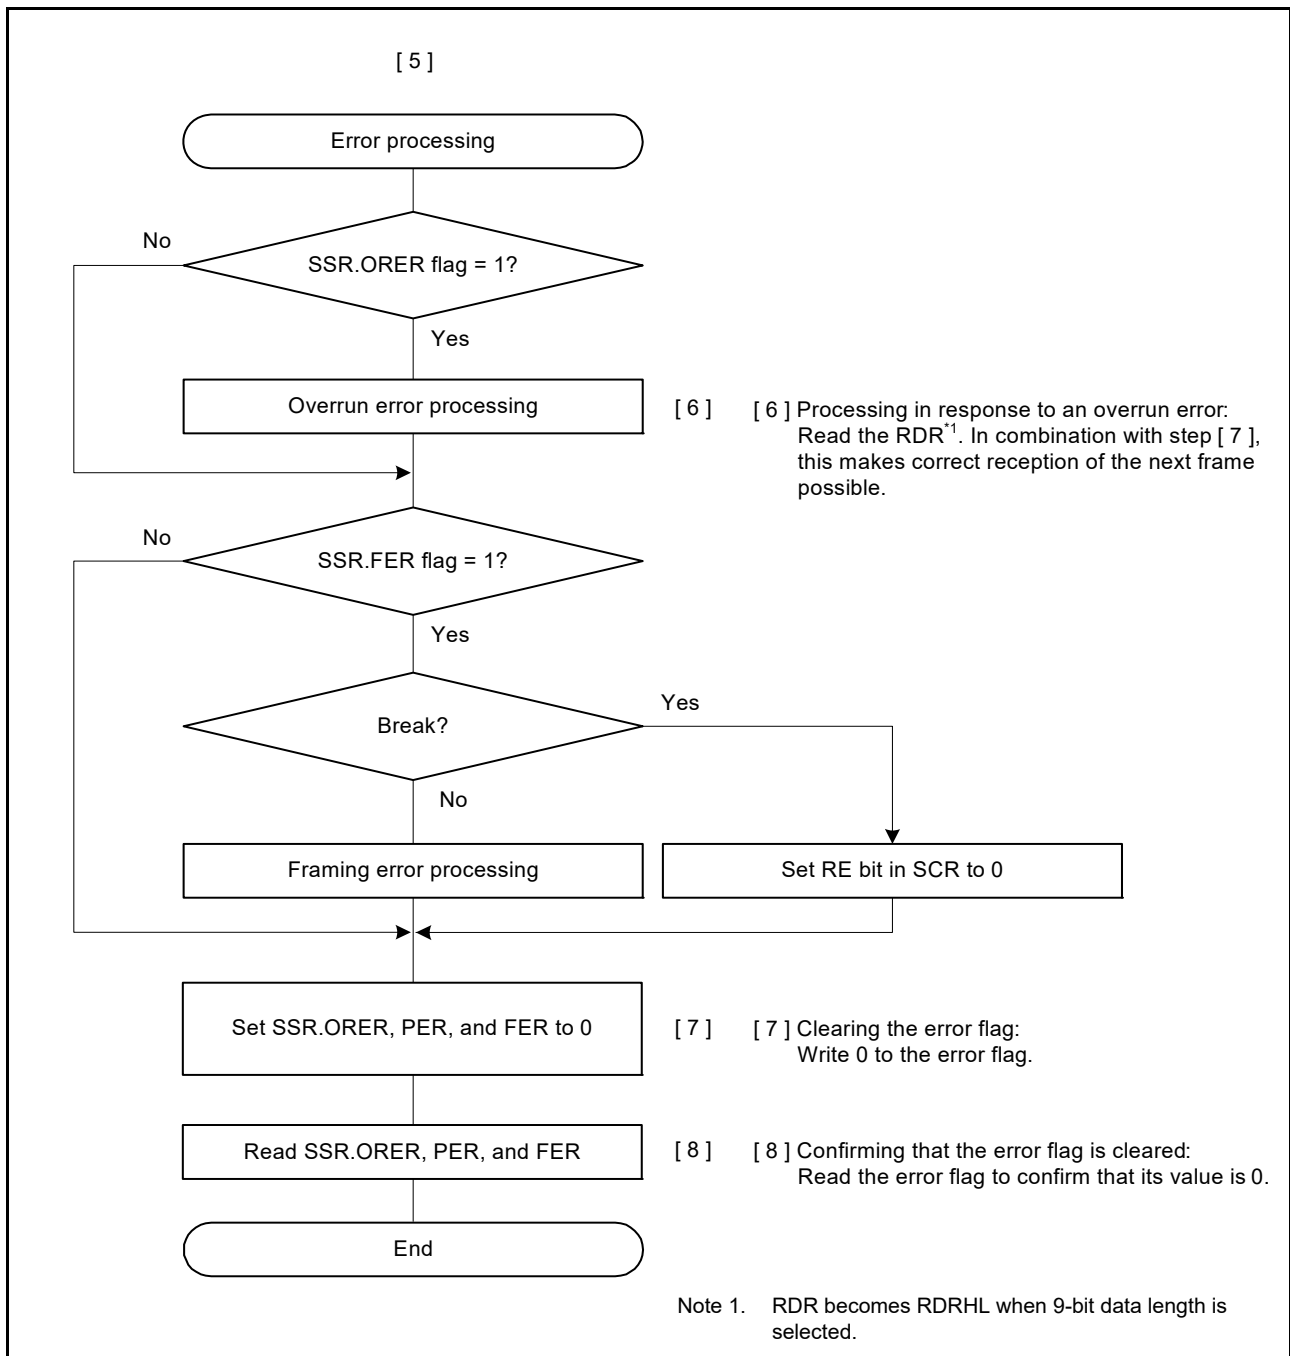 [ 5 ]
Error processing
No
SSR.ORER flag = 1?
Yes
Overrun error processing
[ 6 ]
[ 6 ] Processing in response to an overrun error:
Read the RDR*1. In combination with step [ 7 ],
this makes correct reception of the next frame
possible.
No
SSR.FER flag = 1?
Yes
Break?
Yes
No
Framing error processing
Set RE bit in SCR to 0
Set SSR.ORER, PER, and FER to 0
[ 7 ]
[ 7 ] Clearing the error flag:
Write 0 to the error flag.
Read SSR.ORER, PER, and FER
[ 8 ]
[ 8 ] Confirming that the error flag is cleared:
Read the error flag to confirm that its value is 0.
End
Note 1. RDR becomes RDRHL when 9-bit data length is
selected.